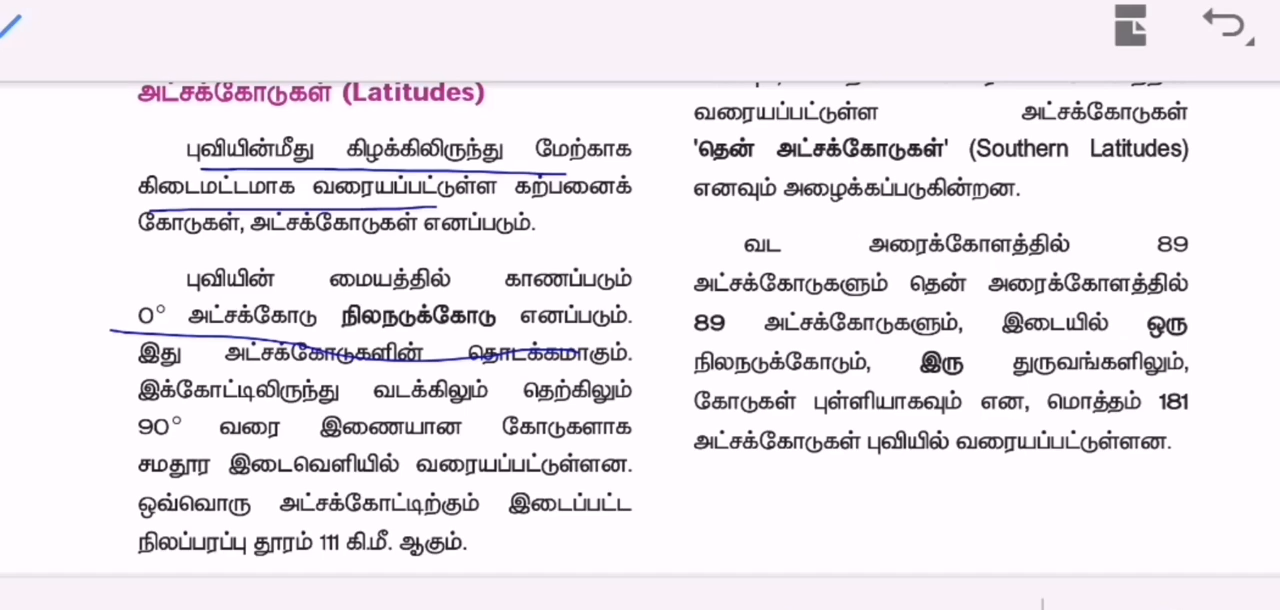 அட்சக்கோடுகள் (Latitudes)
புவியின்மீது கிழக்கிலிருந்து மேற்காக
கிடைமட்டமாக வரையப்பட்டுள்ள கற்பனைக்
கோடுகள், அட்சக்கோடுகள் எனப்படும்.
புவியின் மையத்தில் காணப்படும்
0° அட்சக்கோடு நிலநடுக்கோடு எனப்படும்.
இது அட்சக்கோடுகளின் தொடக்கமாகும்.
இக்கோட்டிலிருந்து வடக்கிலும் தெற்கிலும்
90° வரை இணையான கோடுகளாக
சமதூர இடைவெளியில் வரையப்பட்டுள்ளன.
ஒவ்வொரு அட்சக்கோட்டிற்கும் இடைப்பட்ட
நிலப்பரப்பு தூரம் 111 கி.மீ. ஆகும்.
வரையப்பட்டுள்ள அட்சக்கோடுகள்
'தென் அட்சக்கோடுகள்' (Southern Latitudes)
எனவும் அழைக்கப்படுகின்றன.
வட அரைக்கோளத்தில் 89
அட்சக்கோடுகளும் தென் அரைக்கோளத்தில்
89 அட்சக்கோடுகளும், இடையில் ஒரு
நிலநடுக்கோடும், இரு துருவங்களிலும்,
கோடுகள் புள்ளியாகவும் என, மொத்தம் 181
அட்சக்கோடுகள் புவியில் வரையப்பட்டுள்ளன.